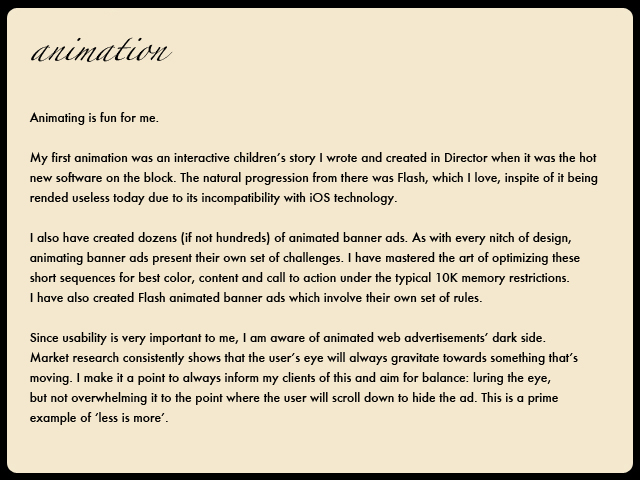 animation
Animating is fun for me.
My first animation was an interactive children's story I wrote and created in Director when it was the hot
new software on the block. The natural progression from there was Flash, which I love, inspite of it being
rended useless today due to its incompatibility with iOS technology.
I also have created dozens (if not hundreds) of animated banner ads. As with every nitch of design,
animating banner ads present their own set of challenges. I have mastered the art of optimizing these
short sequences for best color, content and call to action under the typical 10K memory restrictions.
I have also created Flash animated banner ads which involve their own set of rules.
Since usability is very important to me, I am aware of animated web advertisements' dark side.
Market research consistently shows that the user's eye will always gravitate towards something that's
moving. I make it a point to always inform my clients of this and aim for balance: luring the eye,
but not overwhelming it to the point where the user will scroll down to hide the ad. This is a prime
example of 'less is more'.